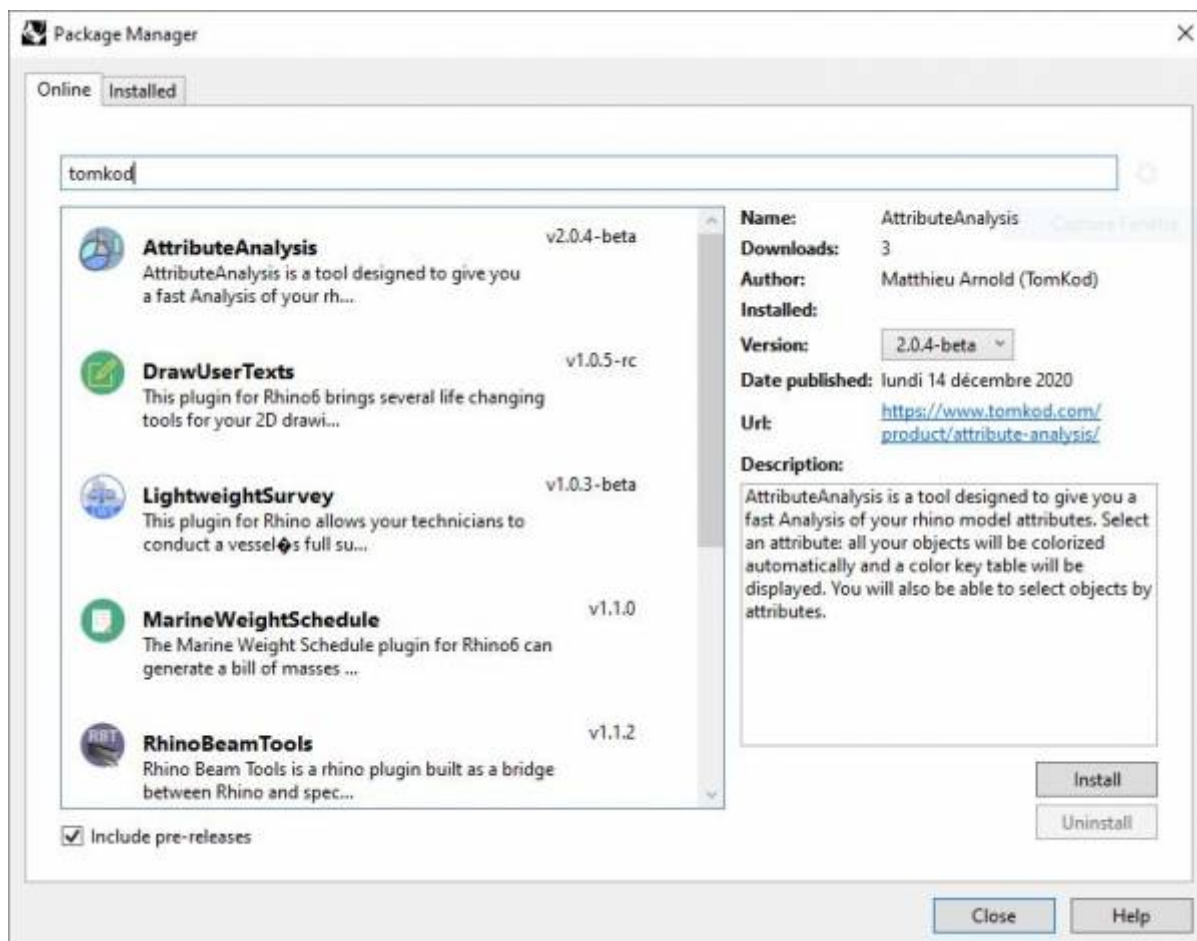 Package Manager
Online
Installed
tomkod
AttributeAnalysis
v2.0.4-beta
AttributeAnalysis is a tool designed to give you
a fast Analysis of your rh...
DrawUserTexts
v1.0.5-rc
This plugin for Rhino6 brings several life changing
tools for your 2D drawi...
LightweightSurvey
v1.0.3-beta
This plugin for Rhino allows your technicians to
conduct a vessel�s full su...
MarineWeightSchedule
v1.1.0
The Marine Weight Schedule plugin for Rhino6 can
generate a bill of masses ...
RBT
RhinoBeamTools
v1.1.2
Rhino Beam Tools is a rhino plugin built as a bridge
between Rhino and spec...
Include pre-releases
Name: AttributeAnalysis
Downloads: 3
Author: Matthieu Arnold (TomKod)
Installed:
Version: 2.0.4-beta
Date published: lundi 14 décembre 2020
Url: https://www.tomkod.com/
product/attribute-analysis/
Description:
AttributeAnalysis is a tool designed to give you a
fast Analysis of your rhino model attributes. Select
an attribute: all your objects will be colorized
automatically and a color key table will be
displayed. You will also be able to select objects by
attributes.
Install
Uninstall
Close
Help